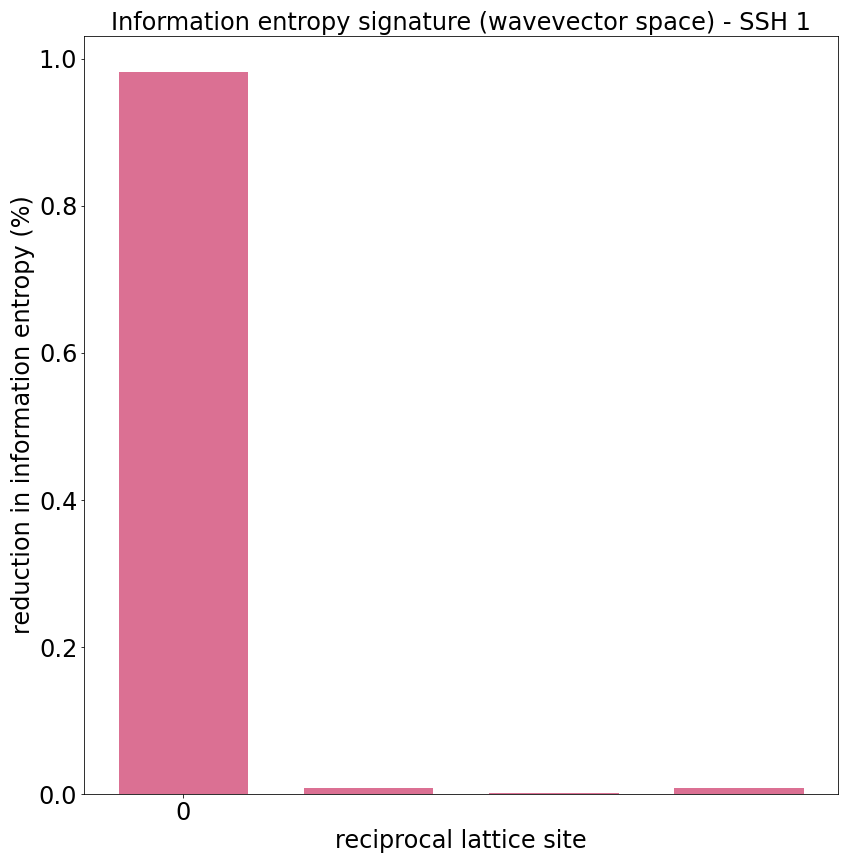 Information entropy signature (wavevector space) - SSH 1
reduction in information entropy (%)
1.0
0.8
0.6
0.4
0.2
0.0
0
reciprocal lattice site